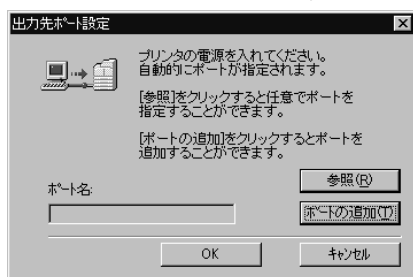 出力先ポート設定
プリンタの電源を入れてください。
自動的にポートが指定されます。
[参照]をクリックすると任意でポートを
指定することができます。
[ポートの追加]をクリックするとポートを
追加することができます。
参照(R)
ポート名:
ポートの追加(T)
OK
キャンセル